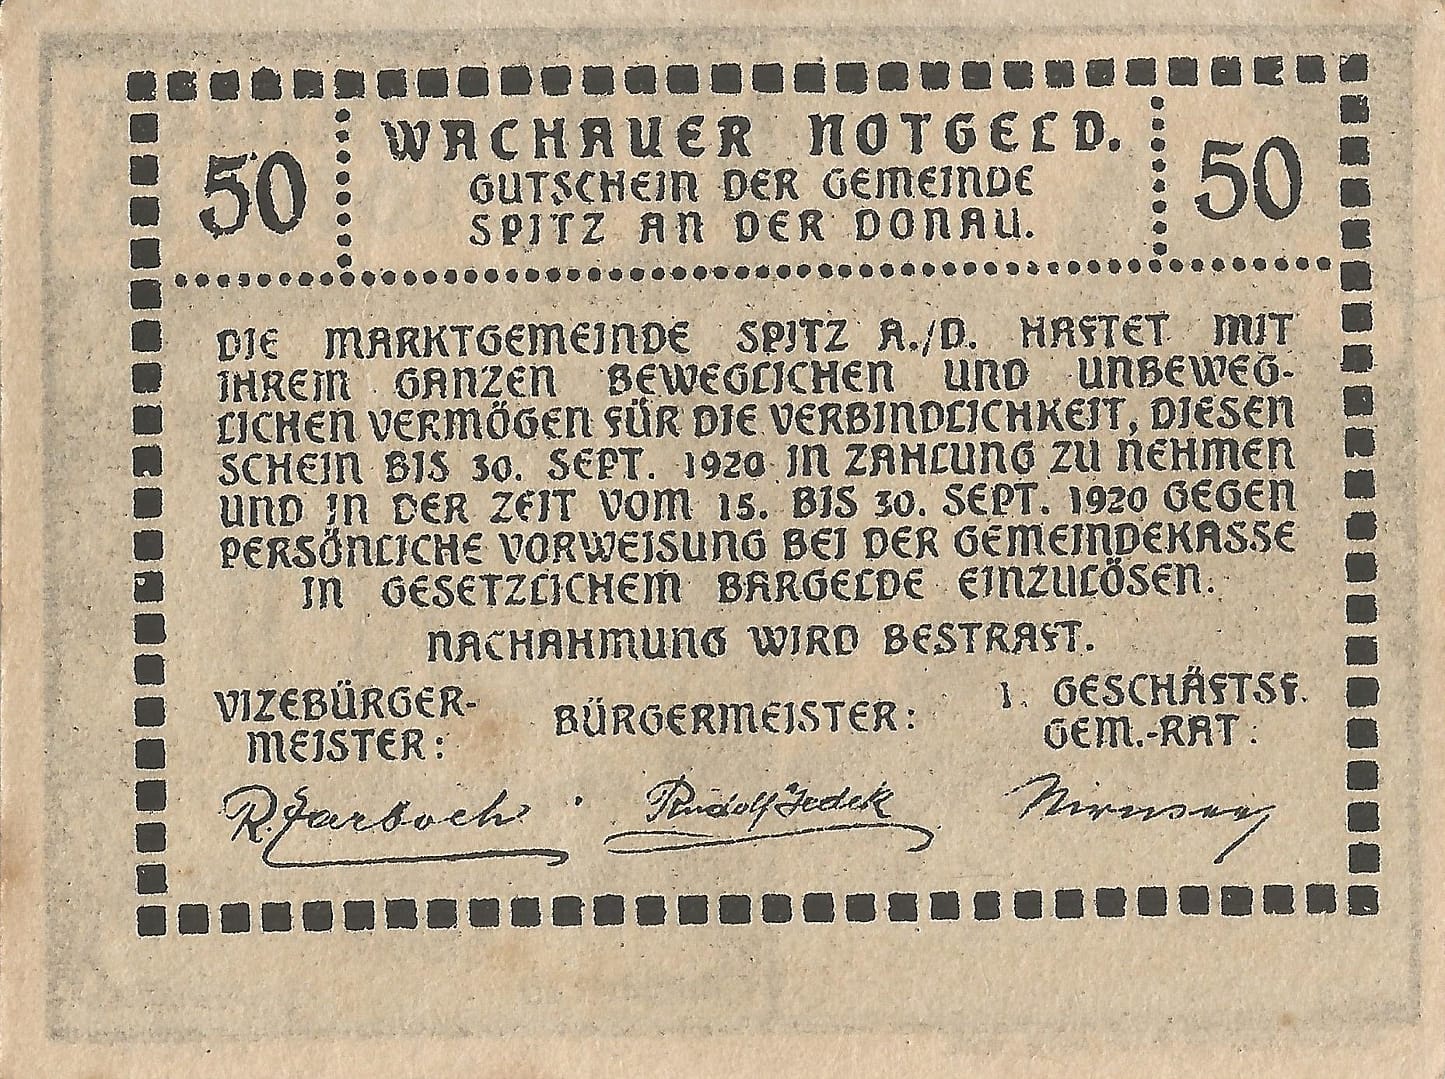 50
WACHAUER NOTGELD.
50
GUTSCHEIN DER GEMEINDE
SPITZ AN DER DONAU.
DIE MARKTGEMEINDE SPITZ A./D. HAFTET MIT
IHREM GANZEN BEWEGLICHEN UND UNBEWEG-
LICHEN VERMÖGEN FÜR DIE VERBINDLICHKEIT, DIESEN
SCHEIN BIS 30. SEPT. 1920 IN ZAHLUNG ZU NEHMEN
UND IN DER ZEIT VOM 15. BIS 30. SEPT. 1920 GEGEN
PERSÖNLICHE VORWEISUNG BEI DER GEMEINDEKASSE
IN GESETZLICHEM BARGELDE EINZULÖSEN.
NACHAHMUNG WIRD BESTRAFT.
VIZEBÜRGER-
MEISTER:
BÜRGERMEISTER:
1. GESCHÄFTSF.
GEM.-RAT:
R.
Rudolf